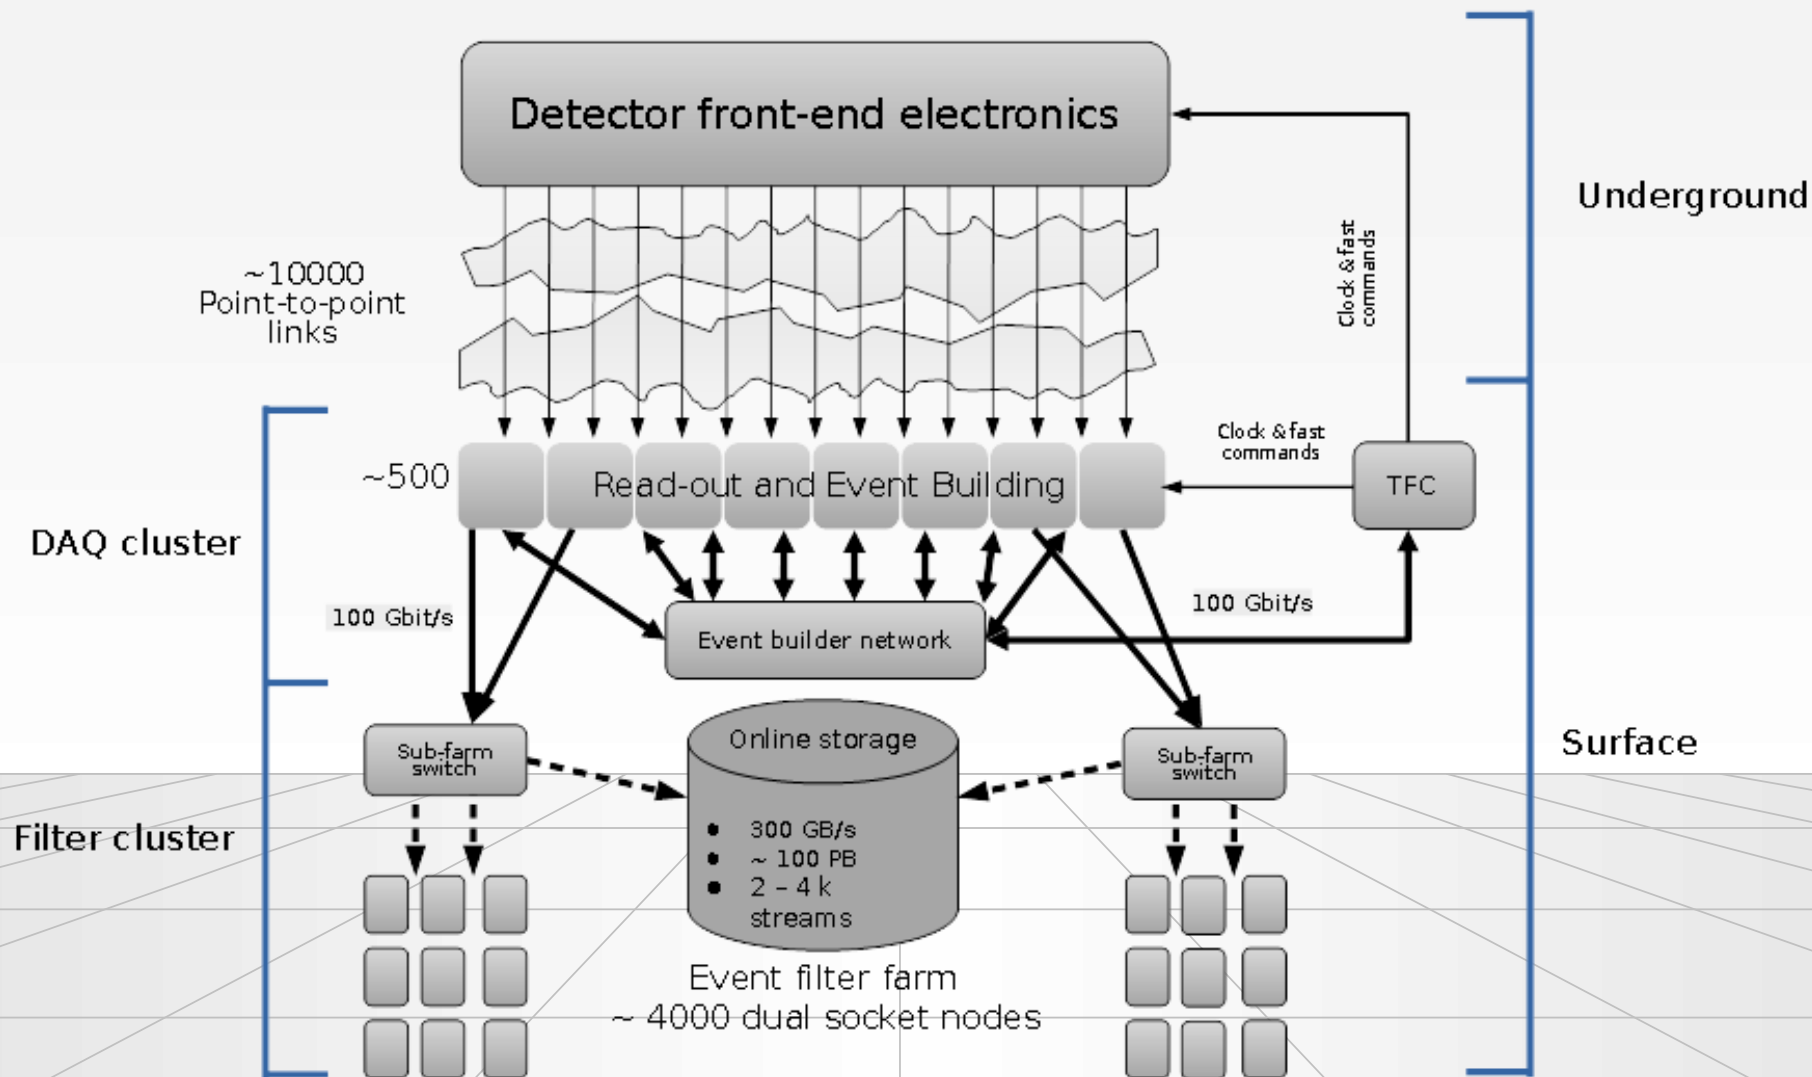 Detector front-end electronics
Underground
Clock & fast
commands
~10000
Point-to-point
links
Clock & fast
commands
~500
Read-out and Event Building
TFC
DAQ cluster
100 Gbit/s
100 Gbit/s
Event builder network
Surface
Sub-farm
switch
Online storage
Sub-farm
switch
Filter cluster
• 300 GB/s
• ~ 100 PB
• 2 – 4 k
streams
Event filter farm
~ 4000 dual socket nodes